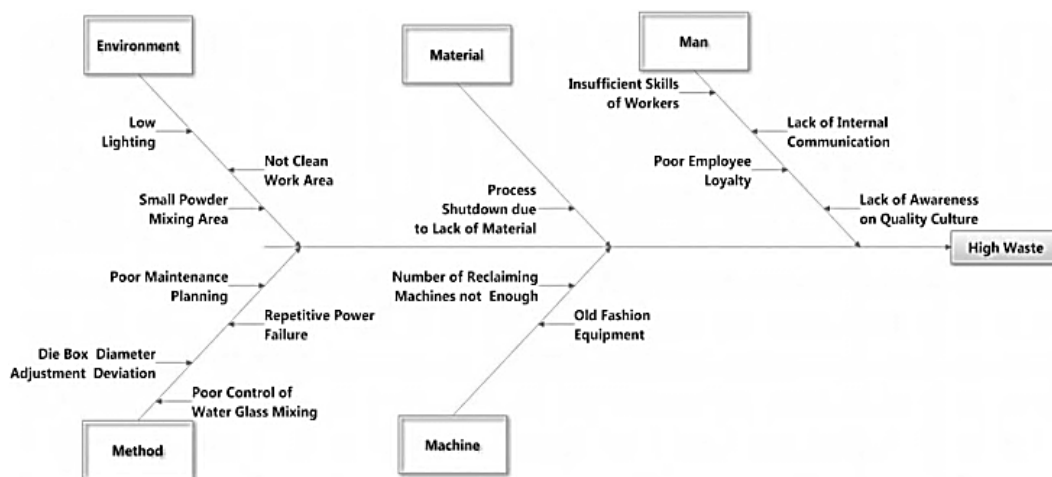 Environment
Material
Man
Insufficient Skills
of Workers
Low
Lighting
Lack of Internal
Communication
Not Clean
Work Area
Poor Employee
Loyalty
Small Powder
Mixing Area
Process
Shutdown due
to Lack of Material
Lack of Awareness
on Quality Culture
High Waste
Poor Maintenance
Planning
Number of Reclaiming
Machines not Enough
Repetitive Power
Failure
Old Fashion
Equipment
Die Box Diameter
Adjustment Deviation
Poor Control of
Water Glass Mixing
Method
Machine